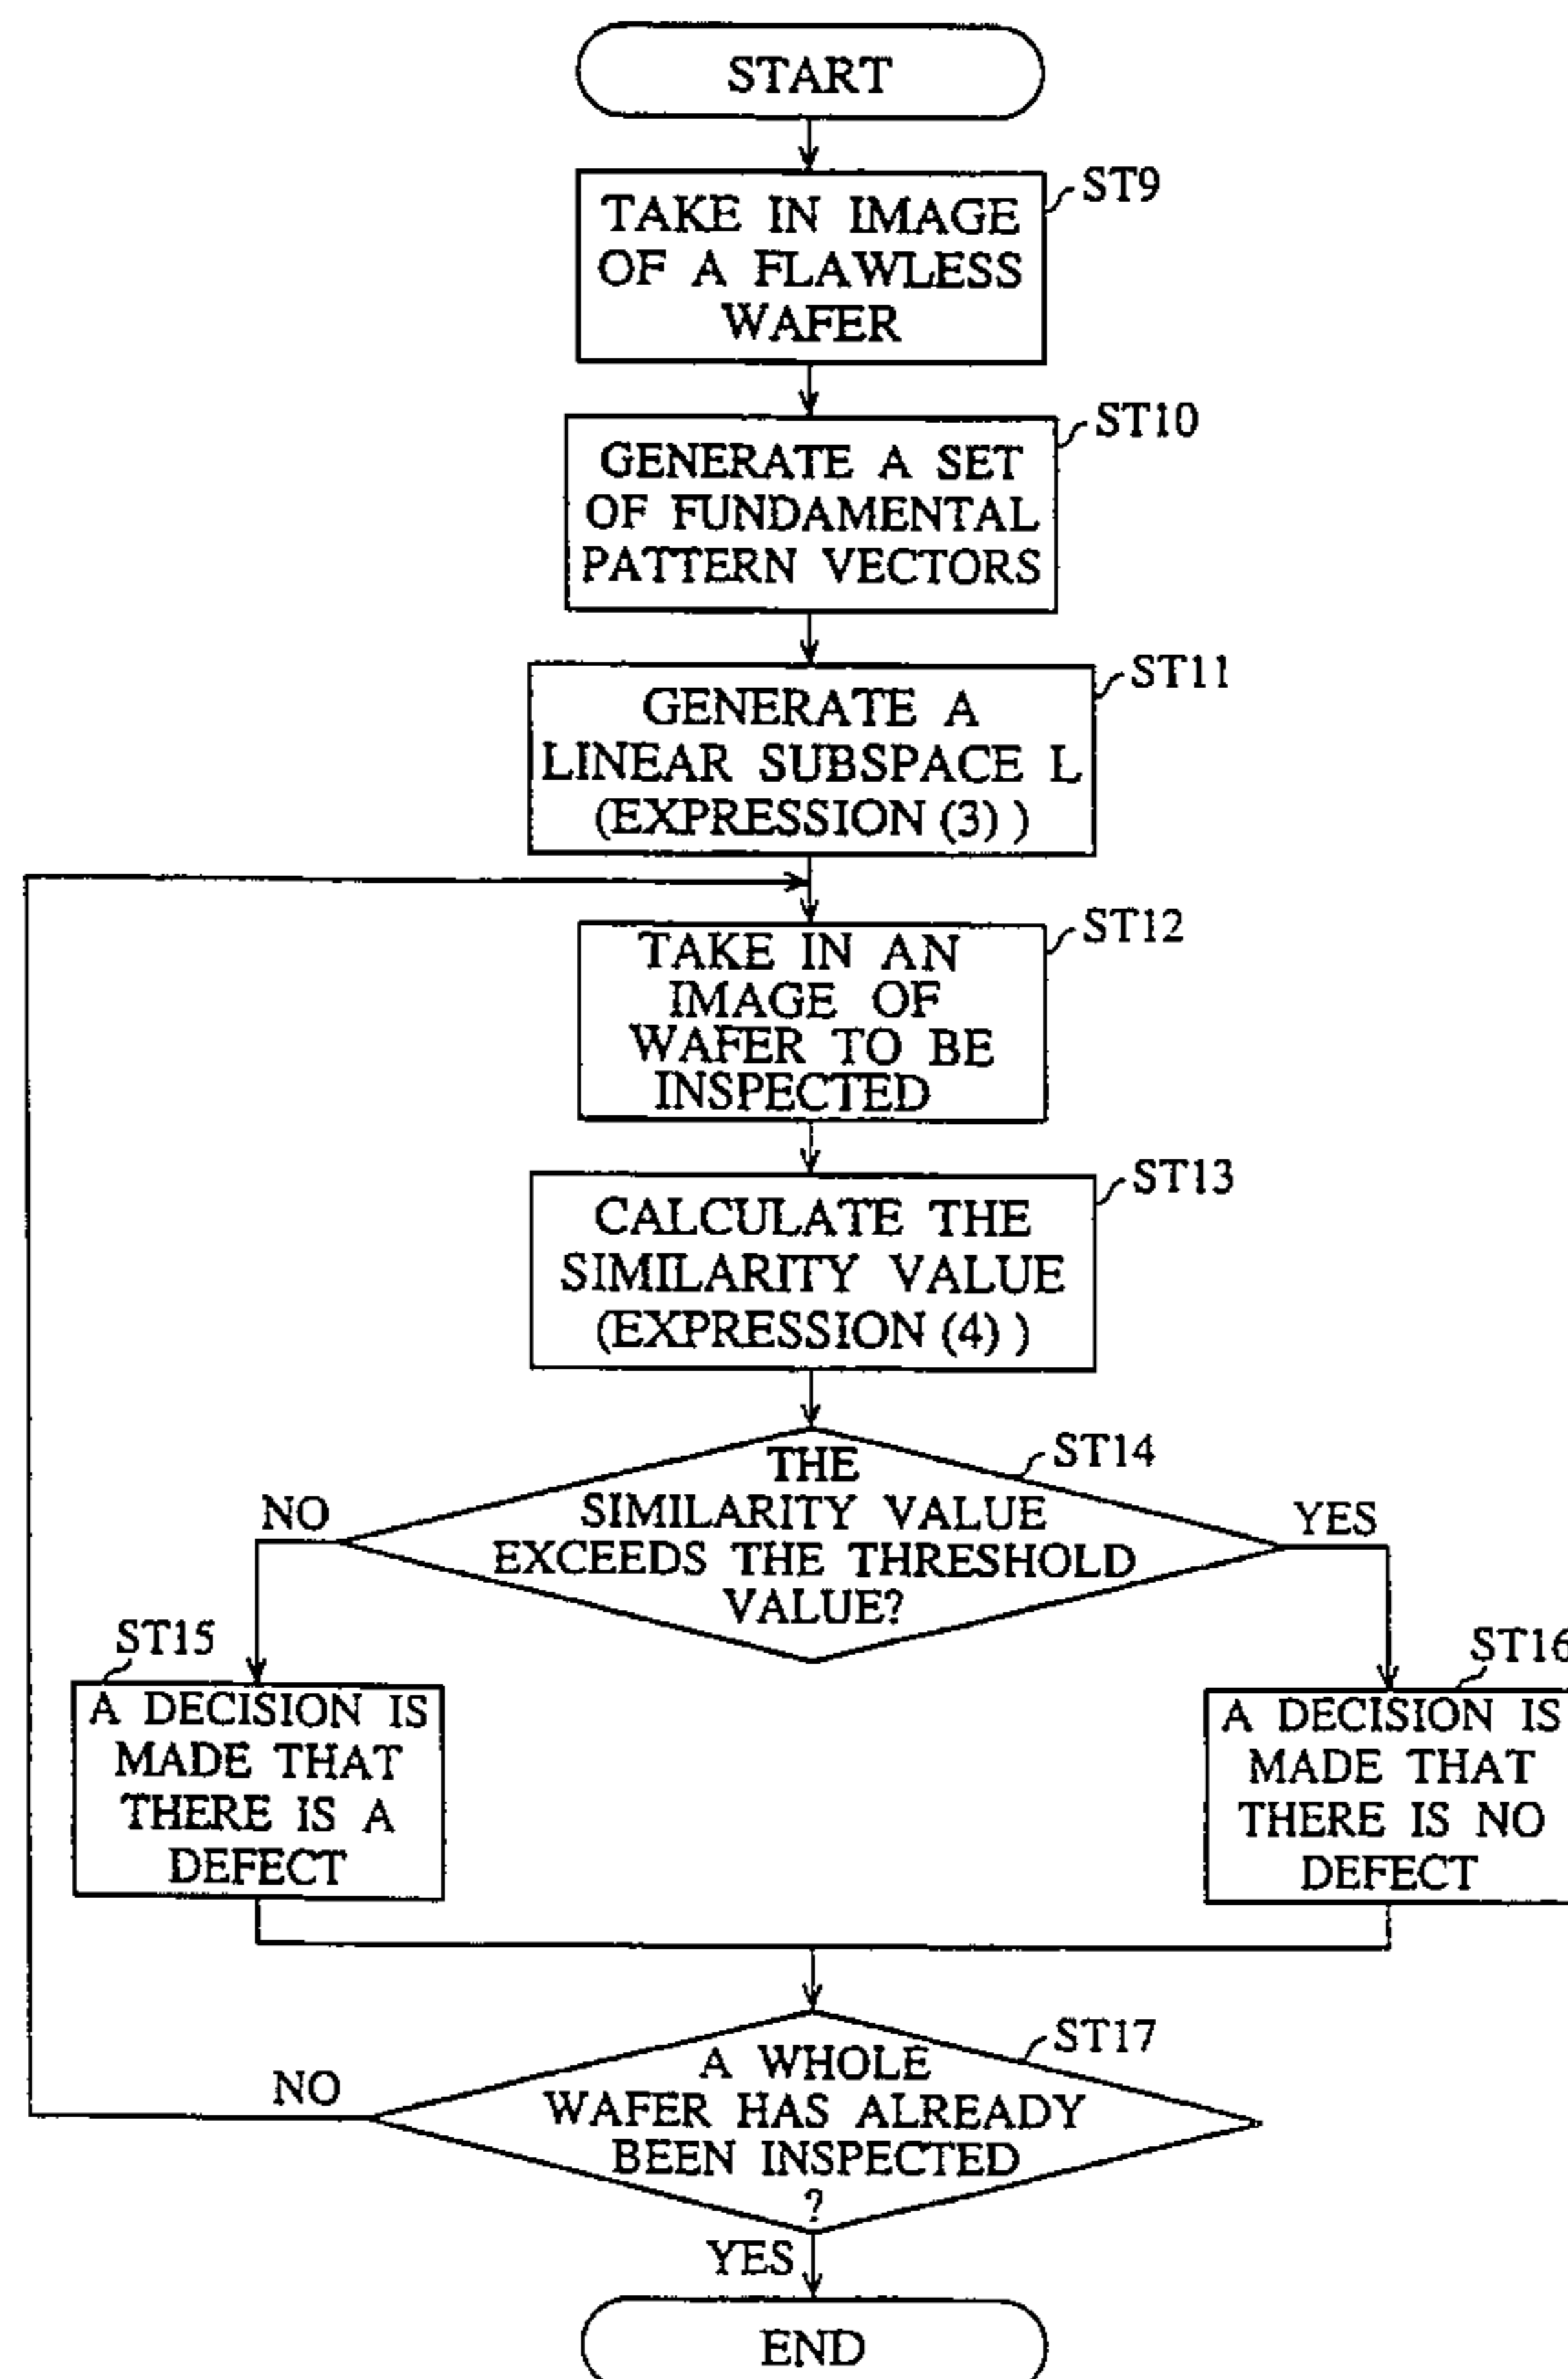 START
ST9
TAKE IN IMAGE
OF A FLAWLESS
WAFER
ST10
GENERATE A SET
OF FUNDAMENTAL
PATTERN VECTORS
ST11
GENERATE A
LINEAR SUBSPACE L
(EXPRESSION (3) )
ST12
TAKE IN AN
IMAGE OF
WAFER TO BE
INSPECTED
ST13
CALCULATE THE
SIMILARITY VALUE
(EXPRESSION (4) )
ST14
THE
SIMILARITY VALUE
EXCEEDS THE THRESHOLD
VALUE?
NO
YES
ST15
A DECISION IS
MADE THAT
THERE IS A
DEFECT
ST16
A DECISION IS
MADE THAT
THERE IS NO
DEFECT
ST17
A WHOLE
WAFER HAS ALREADY
BEEN INSPECTED
?
NO
YES
END